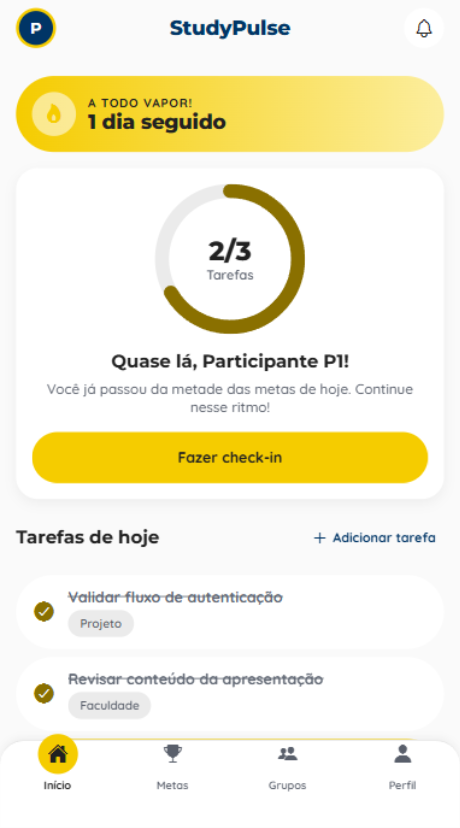 P
StudyPulse
A TODO VAPOR!
1 dia seguido
2/3
Tarefas
Quase lá, Participante P1!
Você já passou da metade das metas de hoje. Continue
nesse ritmo!
Fazer check-in
Tarefas de hoje
+ Adicionar tarefa
Validar fluxo de autenticação
Projeto
Revisar conteúdo da apresentação
Faculdade
Início
Metas
Grupos
Perfil